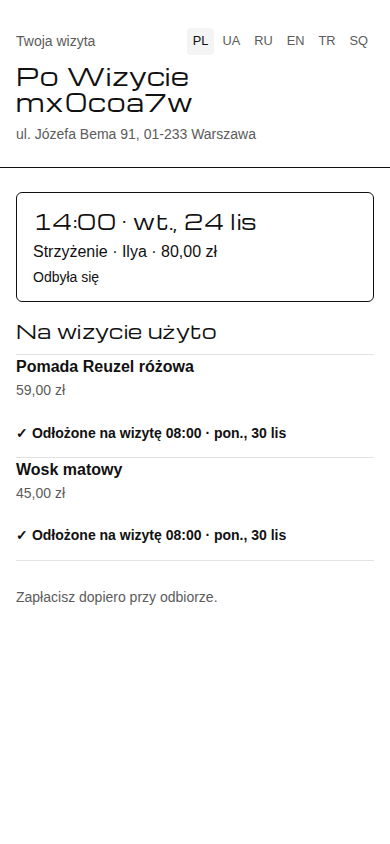 Twoja wizyta
PL UA RU EN TR SQ
Po Wizycie
mx0coa7w
ul. Józefa Bema 91, 01-233 Warszawa
14:00 · wt., 24 lis
Strzyżenie · Ilya · 80,00 zł
Odbyła się
Na wizycie użyto
Pomada Reuzel różowa
59,00 zł
✓ Odłożone na wizytę 08:00 · pon., 30 lis
Wosk matowy
45,00 zł
✓ Odłożone na wizytę 08:00 · pon., 30 lis
Zapłacisz dopiero przy odbiorze.